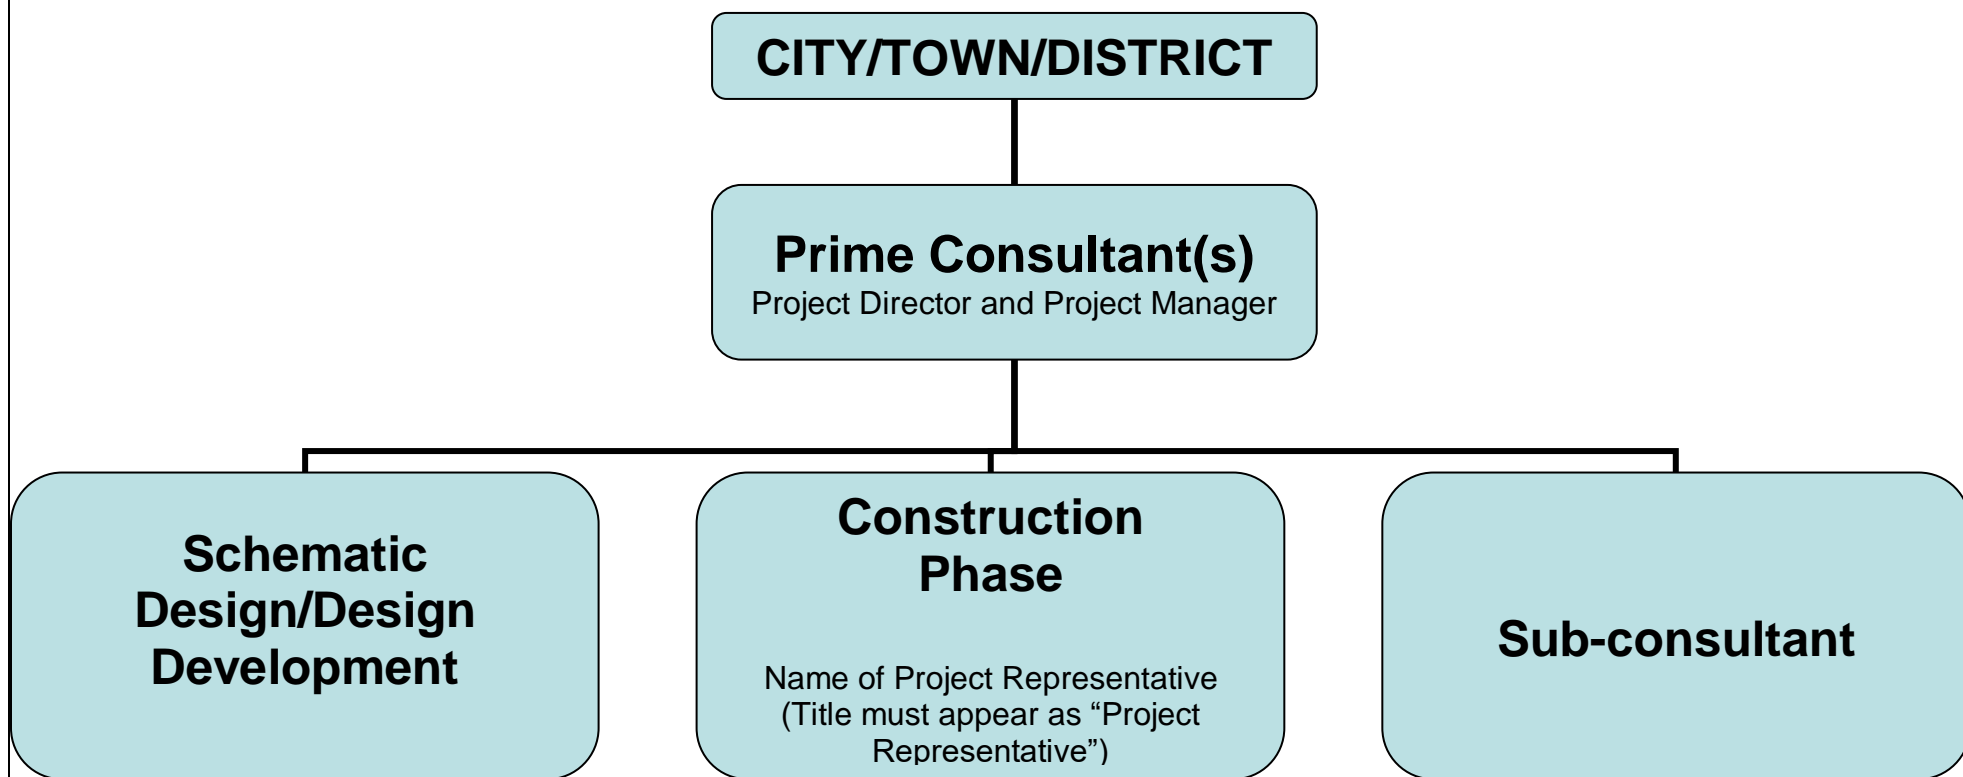 CITY/TOWN/DISTRICT
Prime Consultant(s)
Project Director and Project Manager
Schematic
Design/Design
Development
Construction
Phase
Name of Project Representative
(Title must appear as “Project
Representative”)
Sub-consultant